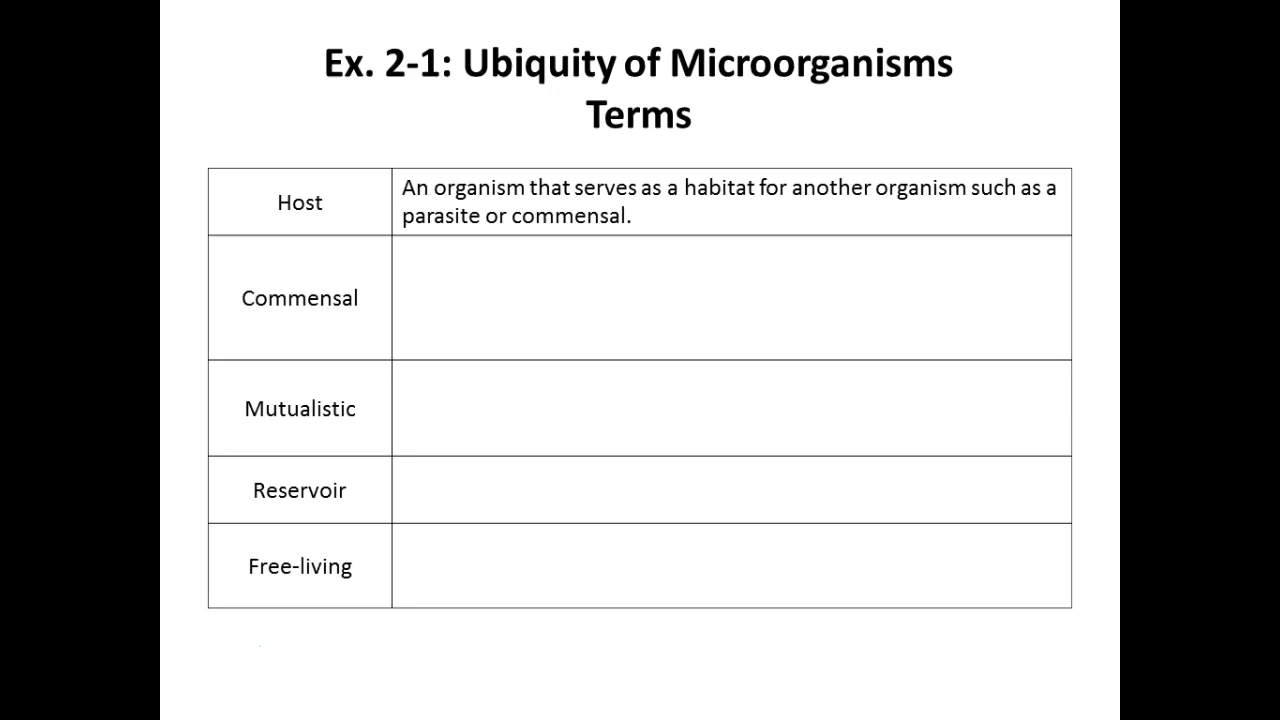 Ex. 2-1: Ubiquity of Microorganisms
Terms
Host
An organism that serves as a habitat for another organism such as a
parasite or commensal.
Commensal
Mutualistic
Reservoir
Free-living